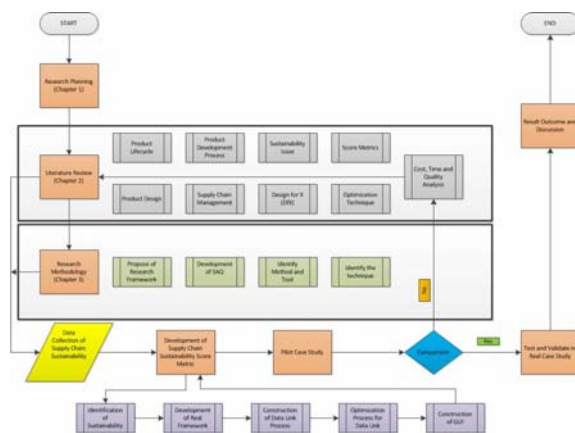 START
END
Research Planning
(Chapter 1)
Result Outcome and
Discussion
Product
Lifecycle
Product
Development
Process
Sustainability
Issue
Score Metrics
Literature Review
(Chapter 2)
Cost, Time and
Quality
Analysis
Product Design
Supply Chain
Management
Design for X
(DfX)
Optimization
Technique
Research
Methodology
(Chapter 3)
Propose of
Research
Framework
Development
of SAQ
Identify
Method and
Tool
Identify the
technique
No
Data
Collection of
Supply Chain
Sustainability
Development of
Supply Chain
Sustainability Score
Metric
Pilot Case Study
Comparison
Yes
Test and Validate in
Real Case Study
Identification of
Sustainability
Development of
Real Framework
Construction of
Data Link
Process
Optimization
Process for
Data Link
Construction
of GUI